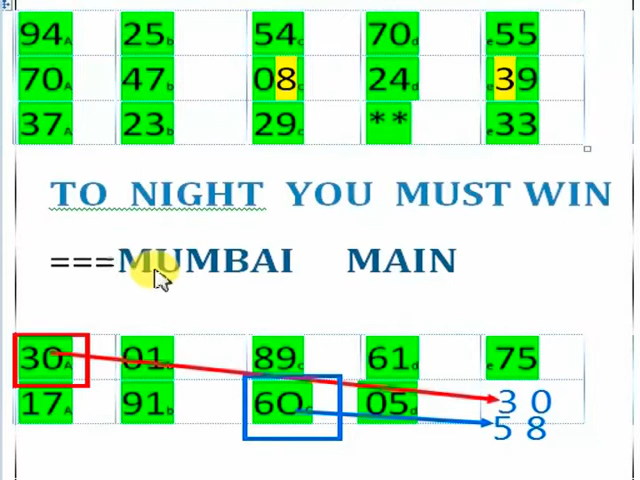 94A 25b 54c 70d e55
70A 47b 08c 24d e39
37A 23b 29c ** e33
TO NIGHT YOU MUST WIN
===MUMBAI MAIN
30A 01b 89c 61d e75
17A 91b 60c 05d 3 0
5 8